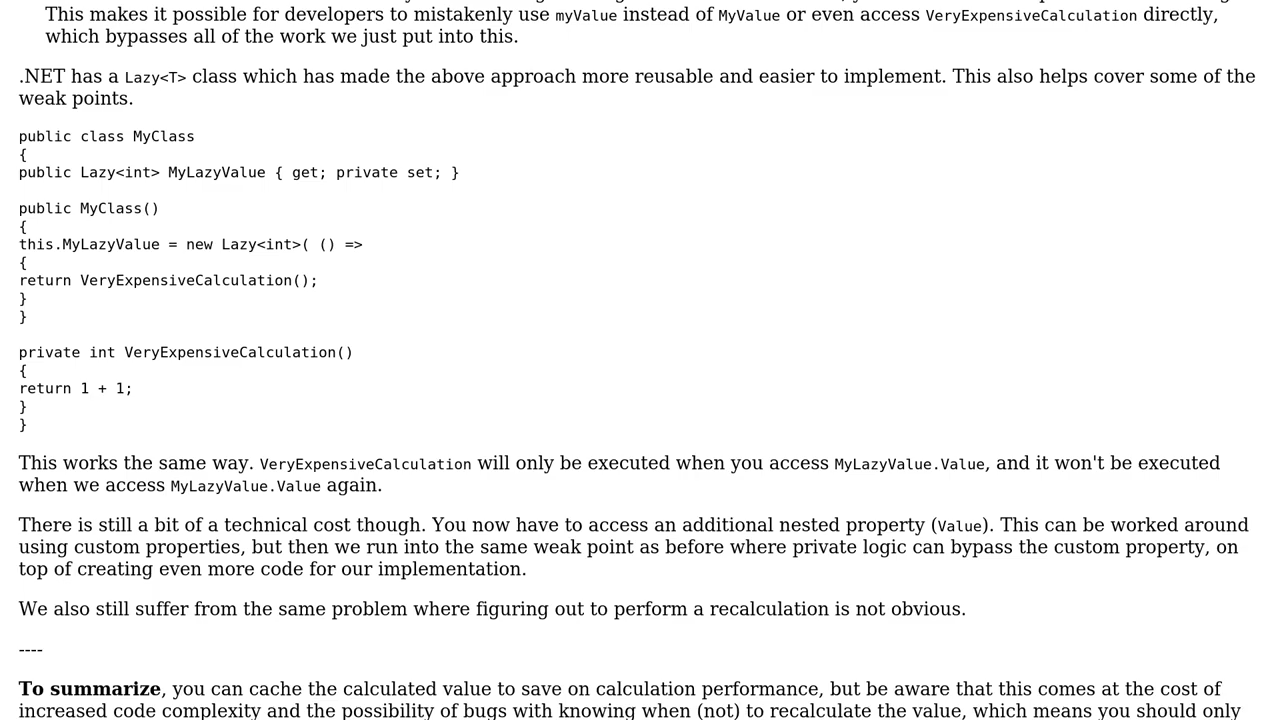 This makes it possible for developers to mistakenly use myValue instead of MyValue or even access VeryExpensiveCalculation directly,
which bypasses all of the work we just put into this.
.NET has a Lazy<T> class which has made the above approach more reusable and easier to implement. This also helps cover some of the
weak points.
public class MyClass
{
public Lazy<int> MyLazyValue { get; private set; }
public MyClass()
{
this.MyLazyValue = new Lazy<int>( () =>
{
return VeryExpensiveCalculation();
}
}
private int VeryExpensiveCalculation()
{
return 1 + 1;
}
}
This works the same way. VeryExpensiveCalculation will only be executed when you access MyLazyValue.Value, and it won't be executed
when we access MyLazyValue.Value again.
There is still a bit of a technical cost though. You now have to access an additional nested property (Value). This can be worked around
using custom properties, but then we run into the same weak point as before where private logic can bypass the custom property, on
top of creating even more code for our implementation.
We also still suffer from the same problem where figuring out to perform a recalculation is not obvious.
----
To summarize, you can cache the calculated value to save on calculation performance, but be aware that this comes at the cost of
increased code complexity and the possibility of bugs with knowing when (not) to recalculate the value, which means you should only